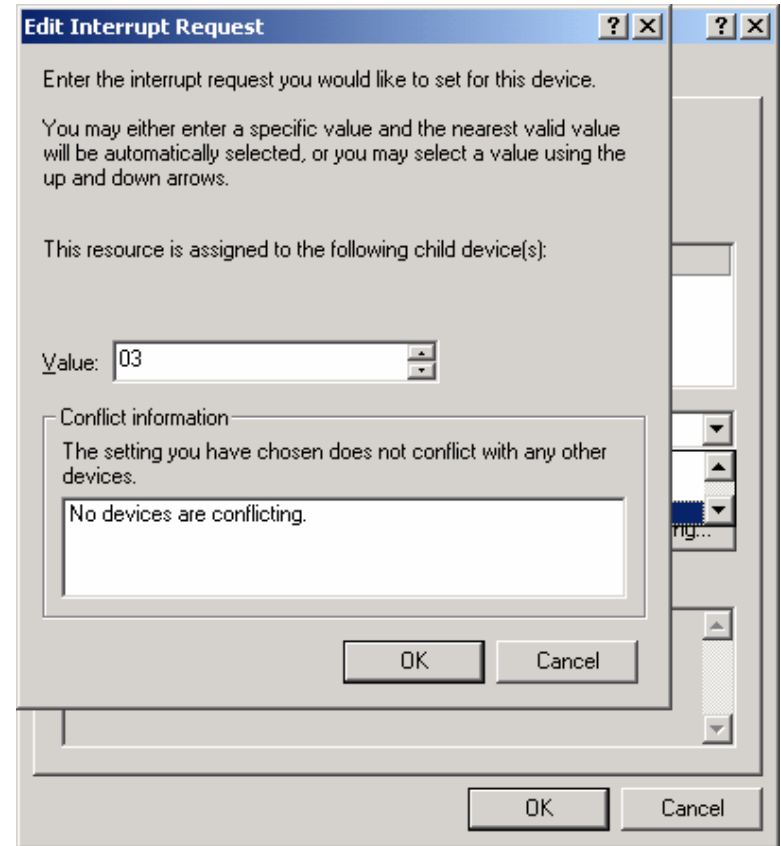 Edit Interrupt Request
Enter the interrupt request you would like to set for this device.
You may either enter a specific value and the nearest valid value
will be automatically selected, or you may select a value using the
up and down arrows.
This resource is assigned to the following child device(s):
Value: 03
Conflict information
The setting you have chosen does not conflict with any other
devices.
No devices are conflicting.
OK Cancel
OK Cancel